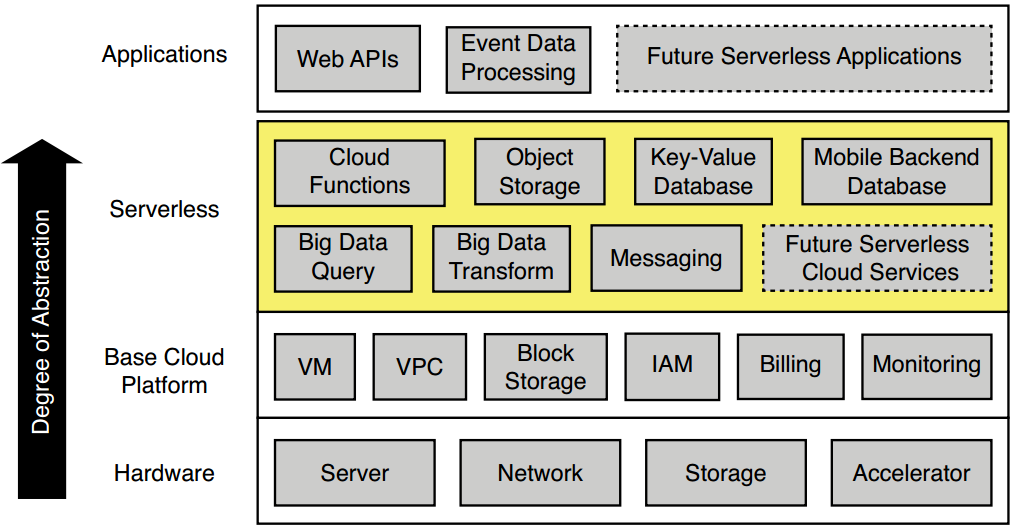 Applications
Web APIs
Event Data
Processing
Future Serverless Applications
Degree of Abstraction
Serverless
Cloud
Functions
Object
Storage
Key-Value
Database
Mobile Backend
Database
Big Data
Query
Big Data
Transform
Messaging
Future Serverless
Cloud Services
Base Cloud
Platform
VM
VPC
Block
Storage
IAM
Billing
Monitoring
Hardware
Server
Network
Storage
Accelerator